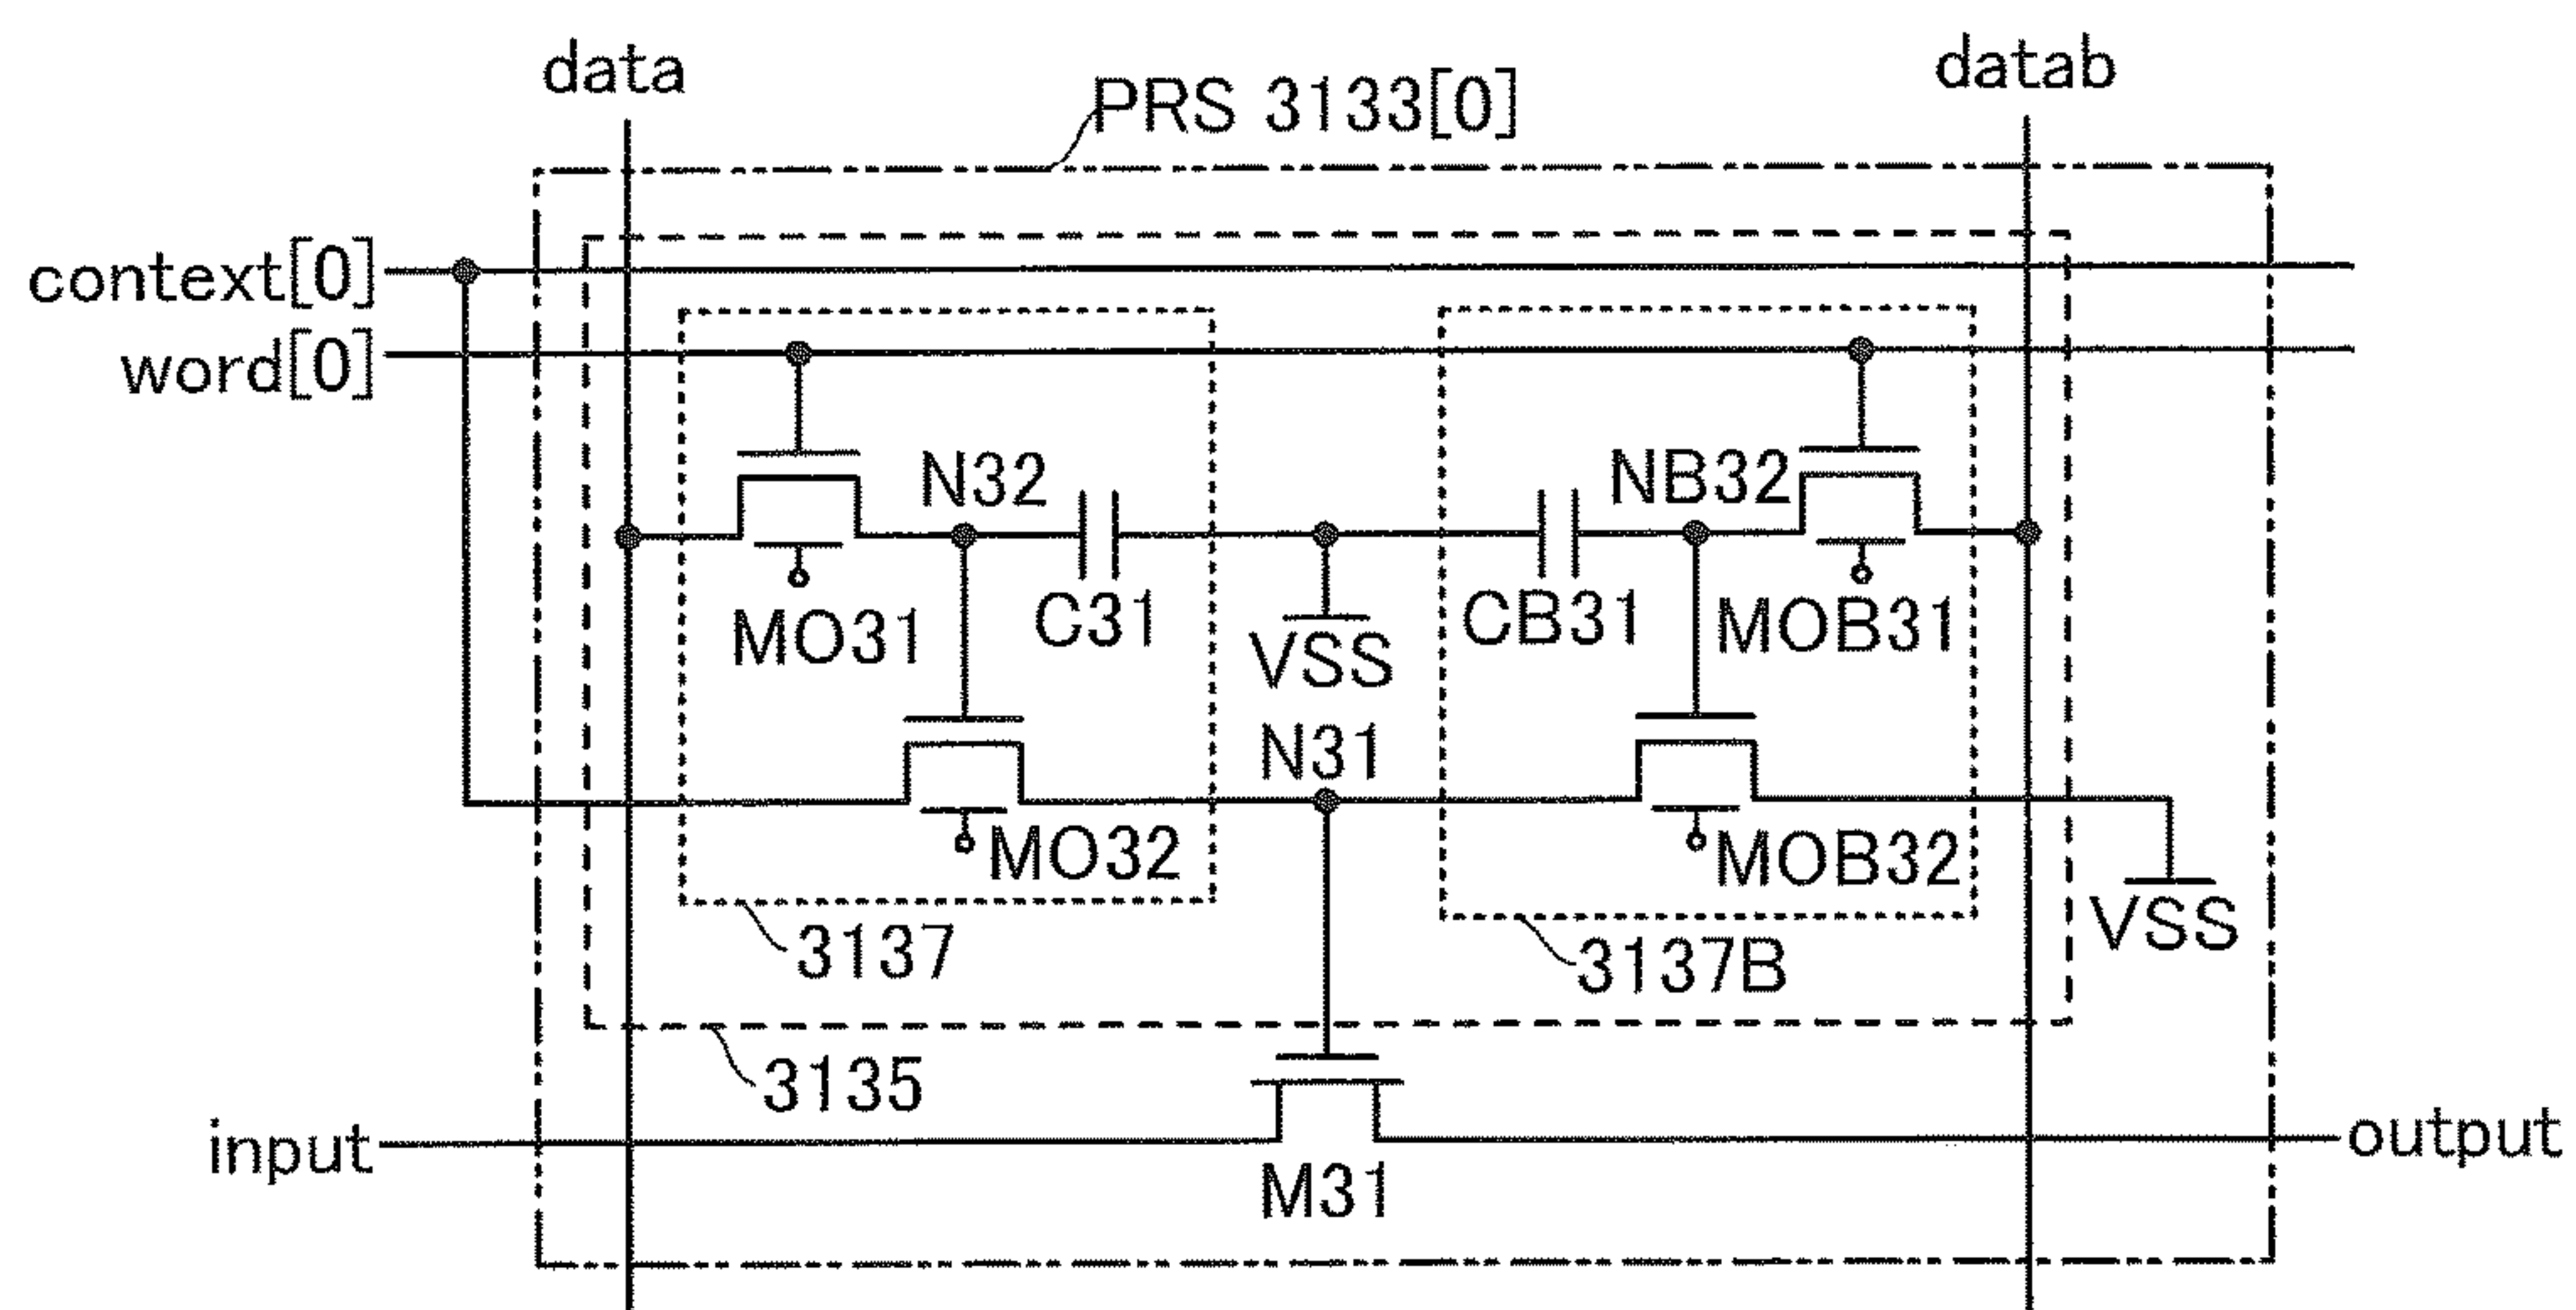 data
datab
PRS 3133[0]
context[0]
word[0]
N32
NB32
MO31
C31
VSS
CB31
MOB31
N31
MO32
MOB32
3137
3137B
VSS
3135
input
output
M31